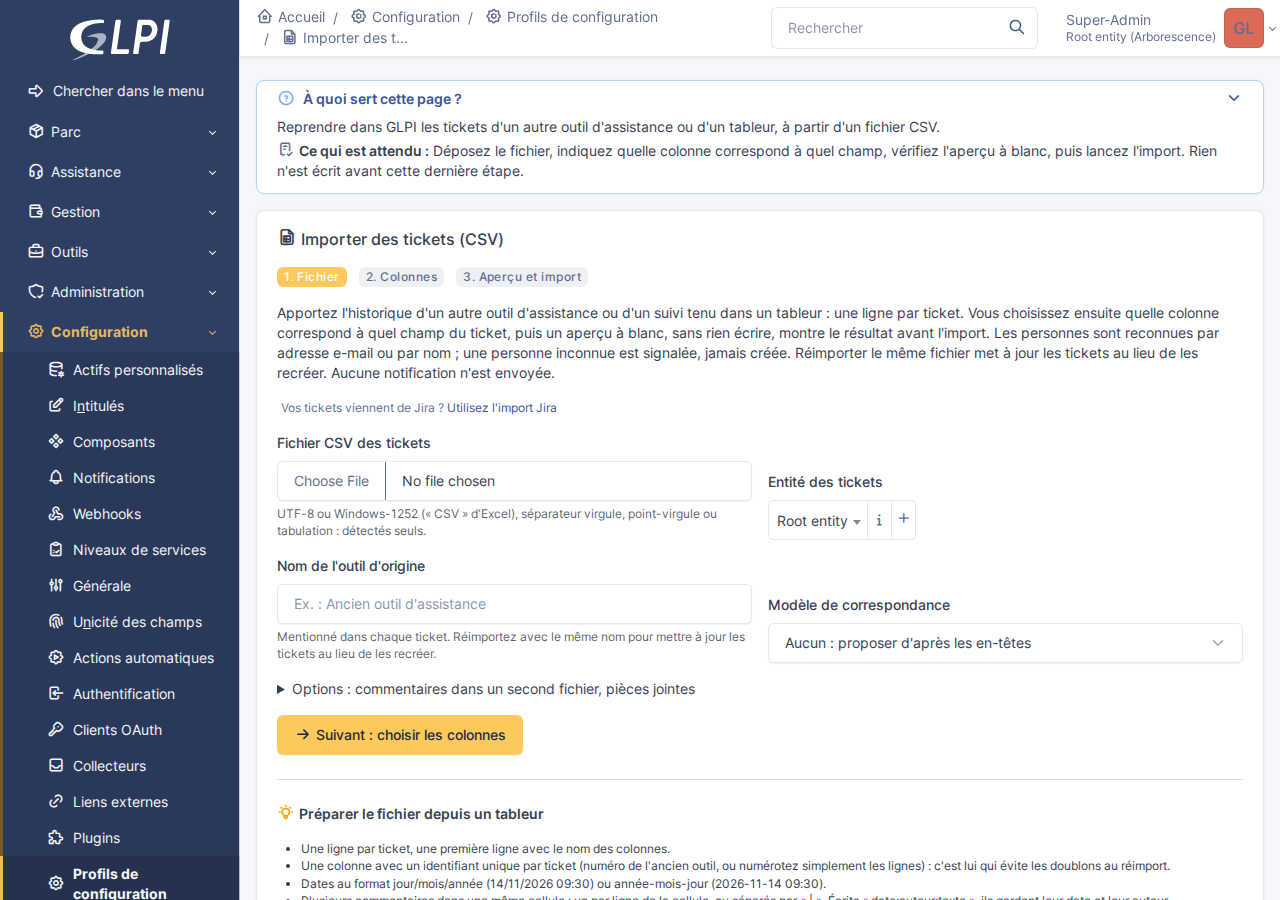 GLPI
Chercher dans le menu
Parc
Assistance
Gestion
Outils
Administration
Configuration
Actifs personnalisés
Intitulés
Composants
Notifications
Webhooks
Niveaux de services
Générale
Unicité des champs
Actions automatiques
Authentification
Clients OAuth
Collecteurs
Liens externes
Plugins
Profils de
configuration
Accueil / Configuration / Profils de configuration
/ Importer des t...
Rechercher
Super-Admin
Root entity (Arborescence)
GL
À quoi sert cette page ?
Reprendre dans GLPI les tickets d'un autre outil d'assistance ou d'un tableur, à partir d'un fichier CSV.
Ce qui est attendu : Déposez le fichier, indiquez quelle colonne correspond à quel champ, vérifiez l'aperçu à blanc, puis lancez l'import. Rien
n'est écrit avant cette dernière étape.
Importer des tickets (CSV)
1. Fichier 2. Colonnes 3. Aperçu et import
Apportez l'historique d'un autre outil d'assistance ou d'un suivi tenu dans un tableur : une ligne par ticket. Vous choisissez ensuite quelle colonne
correspond à quel champ du ticket, puis un aperçu à blanc, sans rien écrire, montre le résultat avant l'import. Les personnes sont reconnues par
adresse e-mail ou par nom ; une personne inconnue est signalée, jamais créée. Réimporter le même fichier met à jour les tickets au lieu de les
recréer. Aucune notification n'est envoyée.
Vos tickets viennent de Jira ? Utilisez l'import Jira
Fichier CSV des tickets
Choose File No file chosen
UTF-8 ou Windows-1252 (« CSV » d'Excel), séparateur virgule, point-virgule ou
tabulation : détectés seuls.
Entité des tickets
Root entity
Nom de l'outil d'origine
Ex. : Ancien outil d'assistance
Mentionné dans chaque ticket. Réimportez avec le même nom pour mettre à jour les
tickets au lieu de les recréer.
Modèle de correspondance
Aucun : proposer d'après les en-têtes
Options : commentaires dans un second fichier, pièces jointes
Suivant : choisir les colonnes
Préparer le fichier depuis un tableur
Une ligne par ticket, une première ligne avec le nom des colonnes.
Une colonne avec un identifiant unique par ticket (numéro de l'ancien outil, ou numérotez simplement les lignes) : c'est lui qui évite les doublons au réimport.
Dates au format jour/mois/année (14/11/2026 09:30) ou année-mois-jour (2026-11-14 09:30).